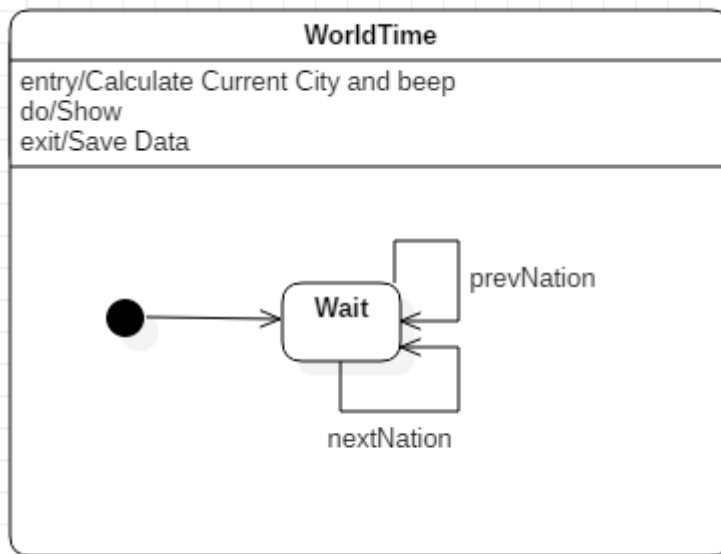 WorldTime
entry/Calculate Current City and beep
do/Show
exit/Save Data
Wait
prevNation
nextNation